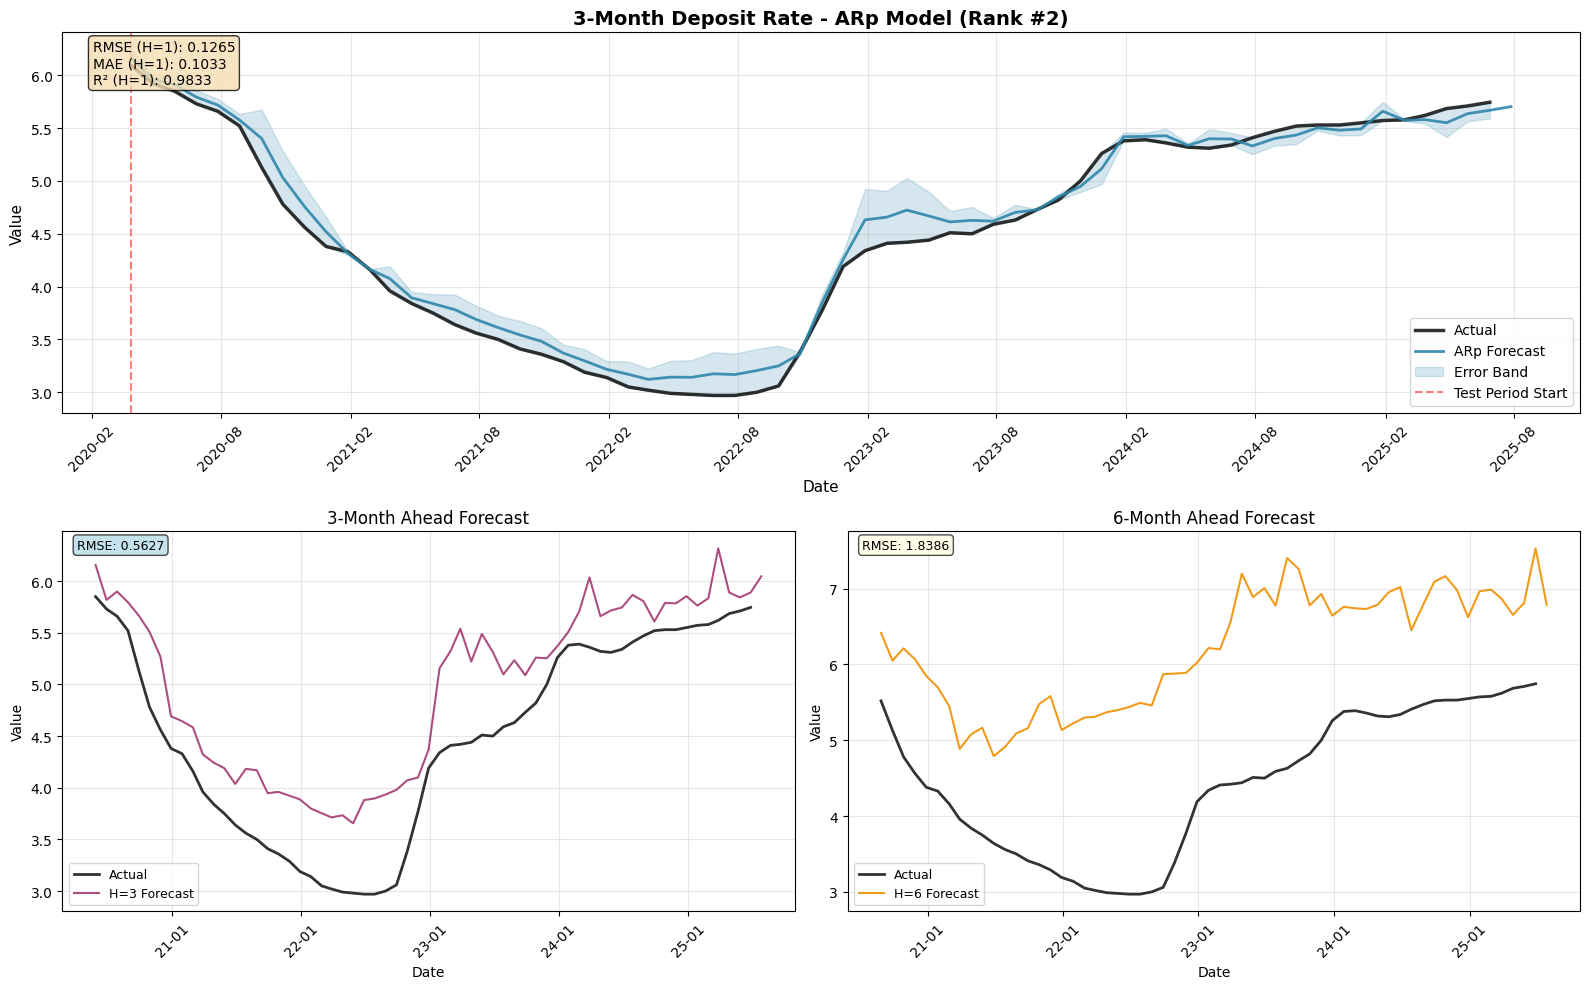 3-Month Deposit Rate - ARp Model (Rank #2)
RMSE (H=1): 0.1265
MAE (H=1): 0.1033
R² (H=1): 0.9833
Value
6.0
5.5
5.0
4.5
4.0
3.5
3.0
Actual
ARp Forecast
Error Band
Test Period Start
2020-02
2020-08
2021-02
2021-08
2022-02
2022-08
2023-02
2023-08
2024-02
2024-08
2025-02
2025-08
Date
3-Month Ahead Forecast
RMSE: 0.5627
Value
6.0
5.5
5.0
4.5
4.0
3.5
3.0
Actual
H=3 Forecast
21-01
22-01
23-01
24-01
25-01
Date
6-Month Ahead Forecast
RMSE: 1.8386
Value
7
6
5
4
3
Actual
H=6 Forecast
21-01
22-01
23-01
24-01
25-01
Date